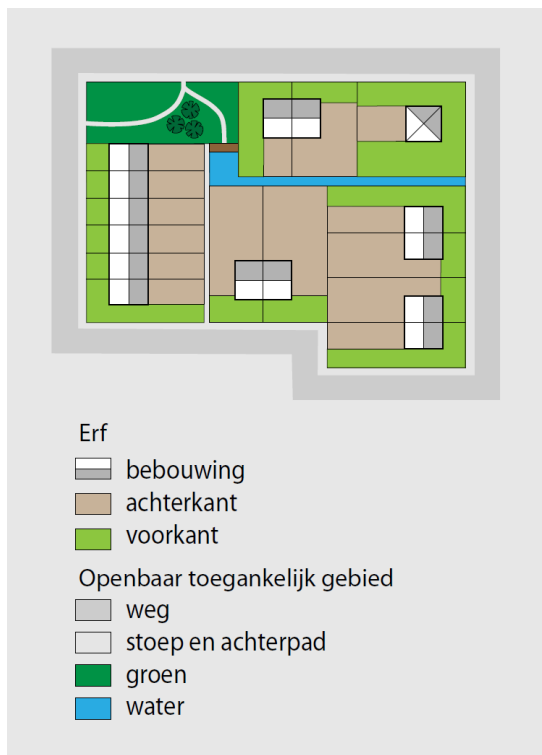 Erf
bebouwing
achterkant
voorkant
Openbaar toegankelijk gebied
weg
stoep en achterpad
groen
water